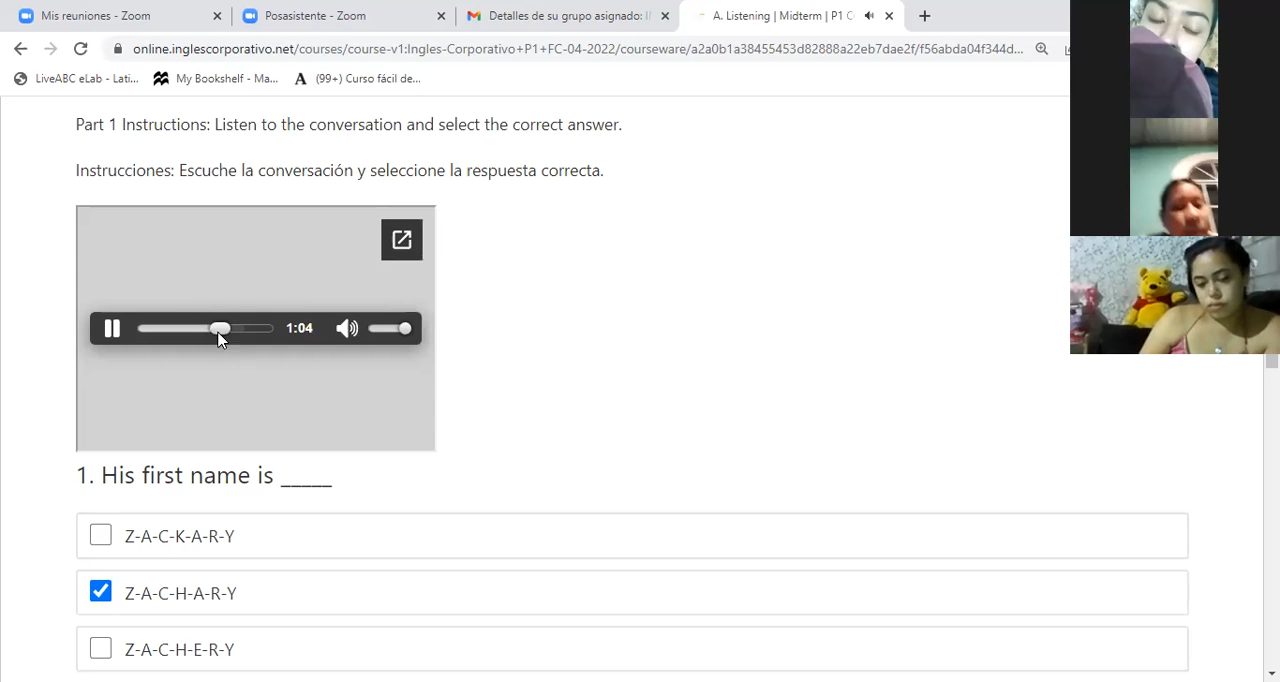 Mis reuniones - Zoom
Posasistente - Zoom
Detalles de su grupo asignado: I
A. Listening | Midterm | P1 C
online.inglescorporativo.net/courses/course-v1:Ingles-Corporativo+P1+FC-04-2022/courseware/a2a0b1a38455453d82888a22eb7dae2f/f56abda04f344d...
LiveABC eLab - Lati...
My Bookshelf - Ma...
A
(99+) Curso fácil de...
Part 1 Instructions: Listen to the conversation and select the correct answer.
Instrucciones: Escuche la conversación y seleccione la respuesta correcta.
1:04
1. His first name is _____
Z-A-C-K-A-R-Y
Z-A-C-H-A-R-Y
Z-A-C-H-E-R-Y